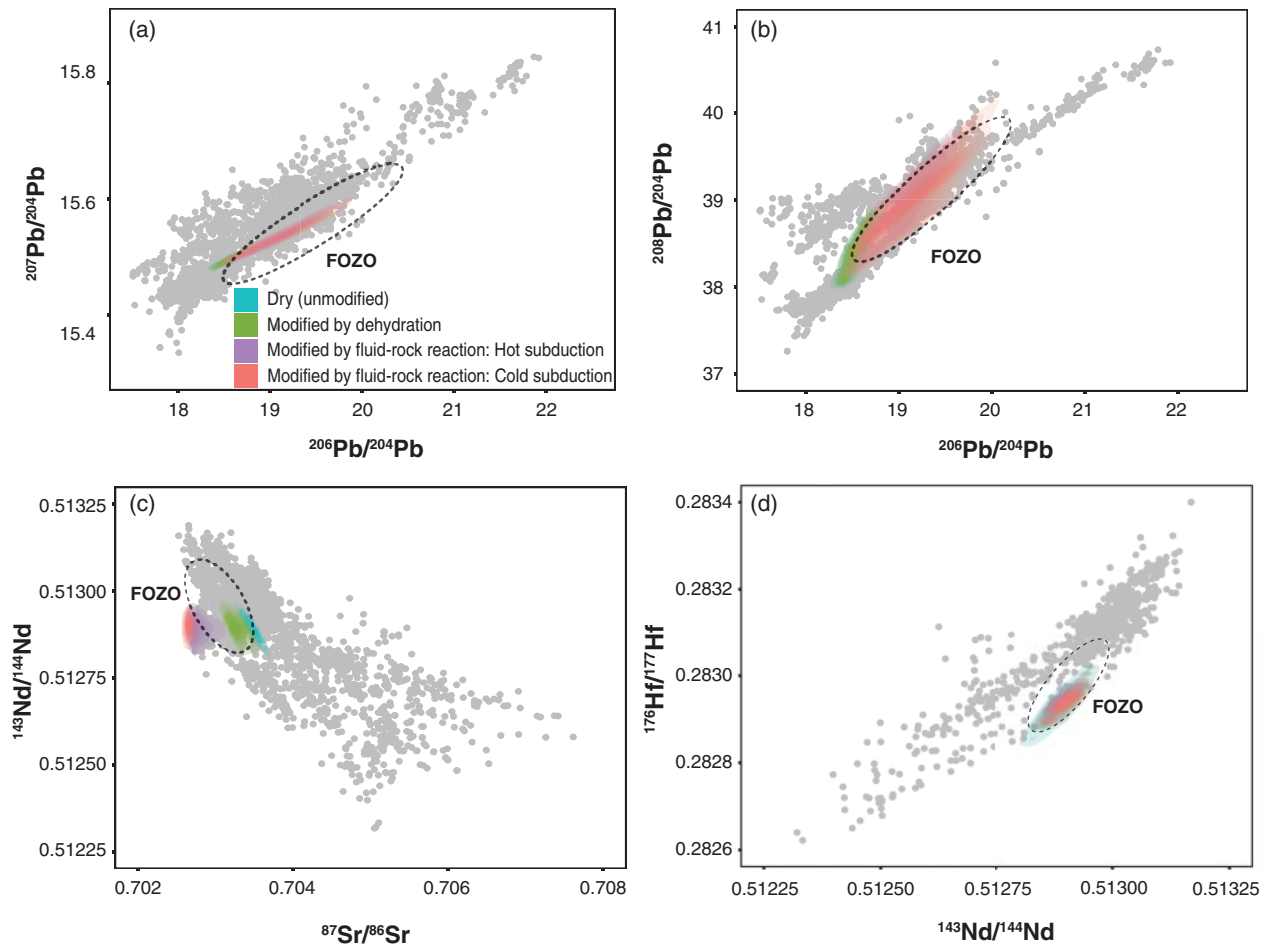 (a)
15.8
15.6
15.4
²⁰⁷Pb/²⁰⁴Pb
FOZO
Dry (unmodified)
Modified by dehydration
Modified by fluid-rock reaction: Hot subduction
Modified by fluid-rock reaction: Cold subduction
18 19 20 21 22
²⁰⁶Pb/²⁰⁴Pb
(b)
41
40
39
38
37
²⁰⁸Pb/²⁰⁴Pb
FOZO
18 19 20 21 22
²⁰⁶Pb/²⁰⁴Pb
(c)
0.51325
0.51300
0.51275
0.51250
0.51225
¹⁴³Nd/¹⁴⁴Nd
FOZO
0.702 0.704 0.706 0.708
⁸⁷Sr/⁸⁶Sr
(d)
0.2834
0.2832
0.2830
0.2828
0.2826
¹⁷⁶Hf/¹⁷⁷Hf
FOZO
0.51225 0.51250 0.51275 0.51300 0.51325
¹⁴³Nd/¹⁴⁴Nd